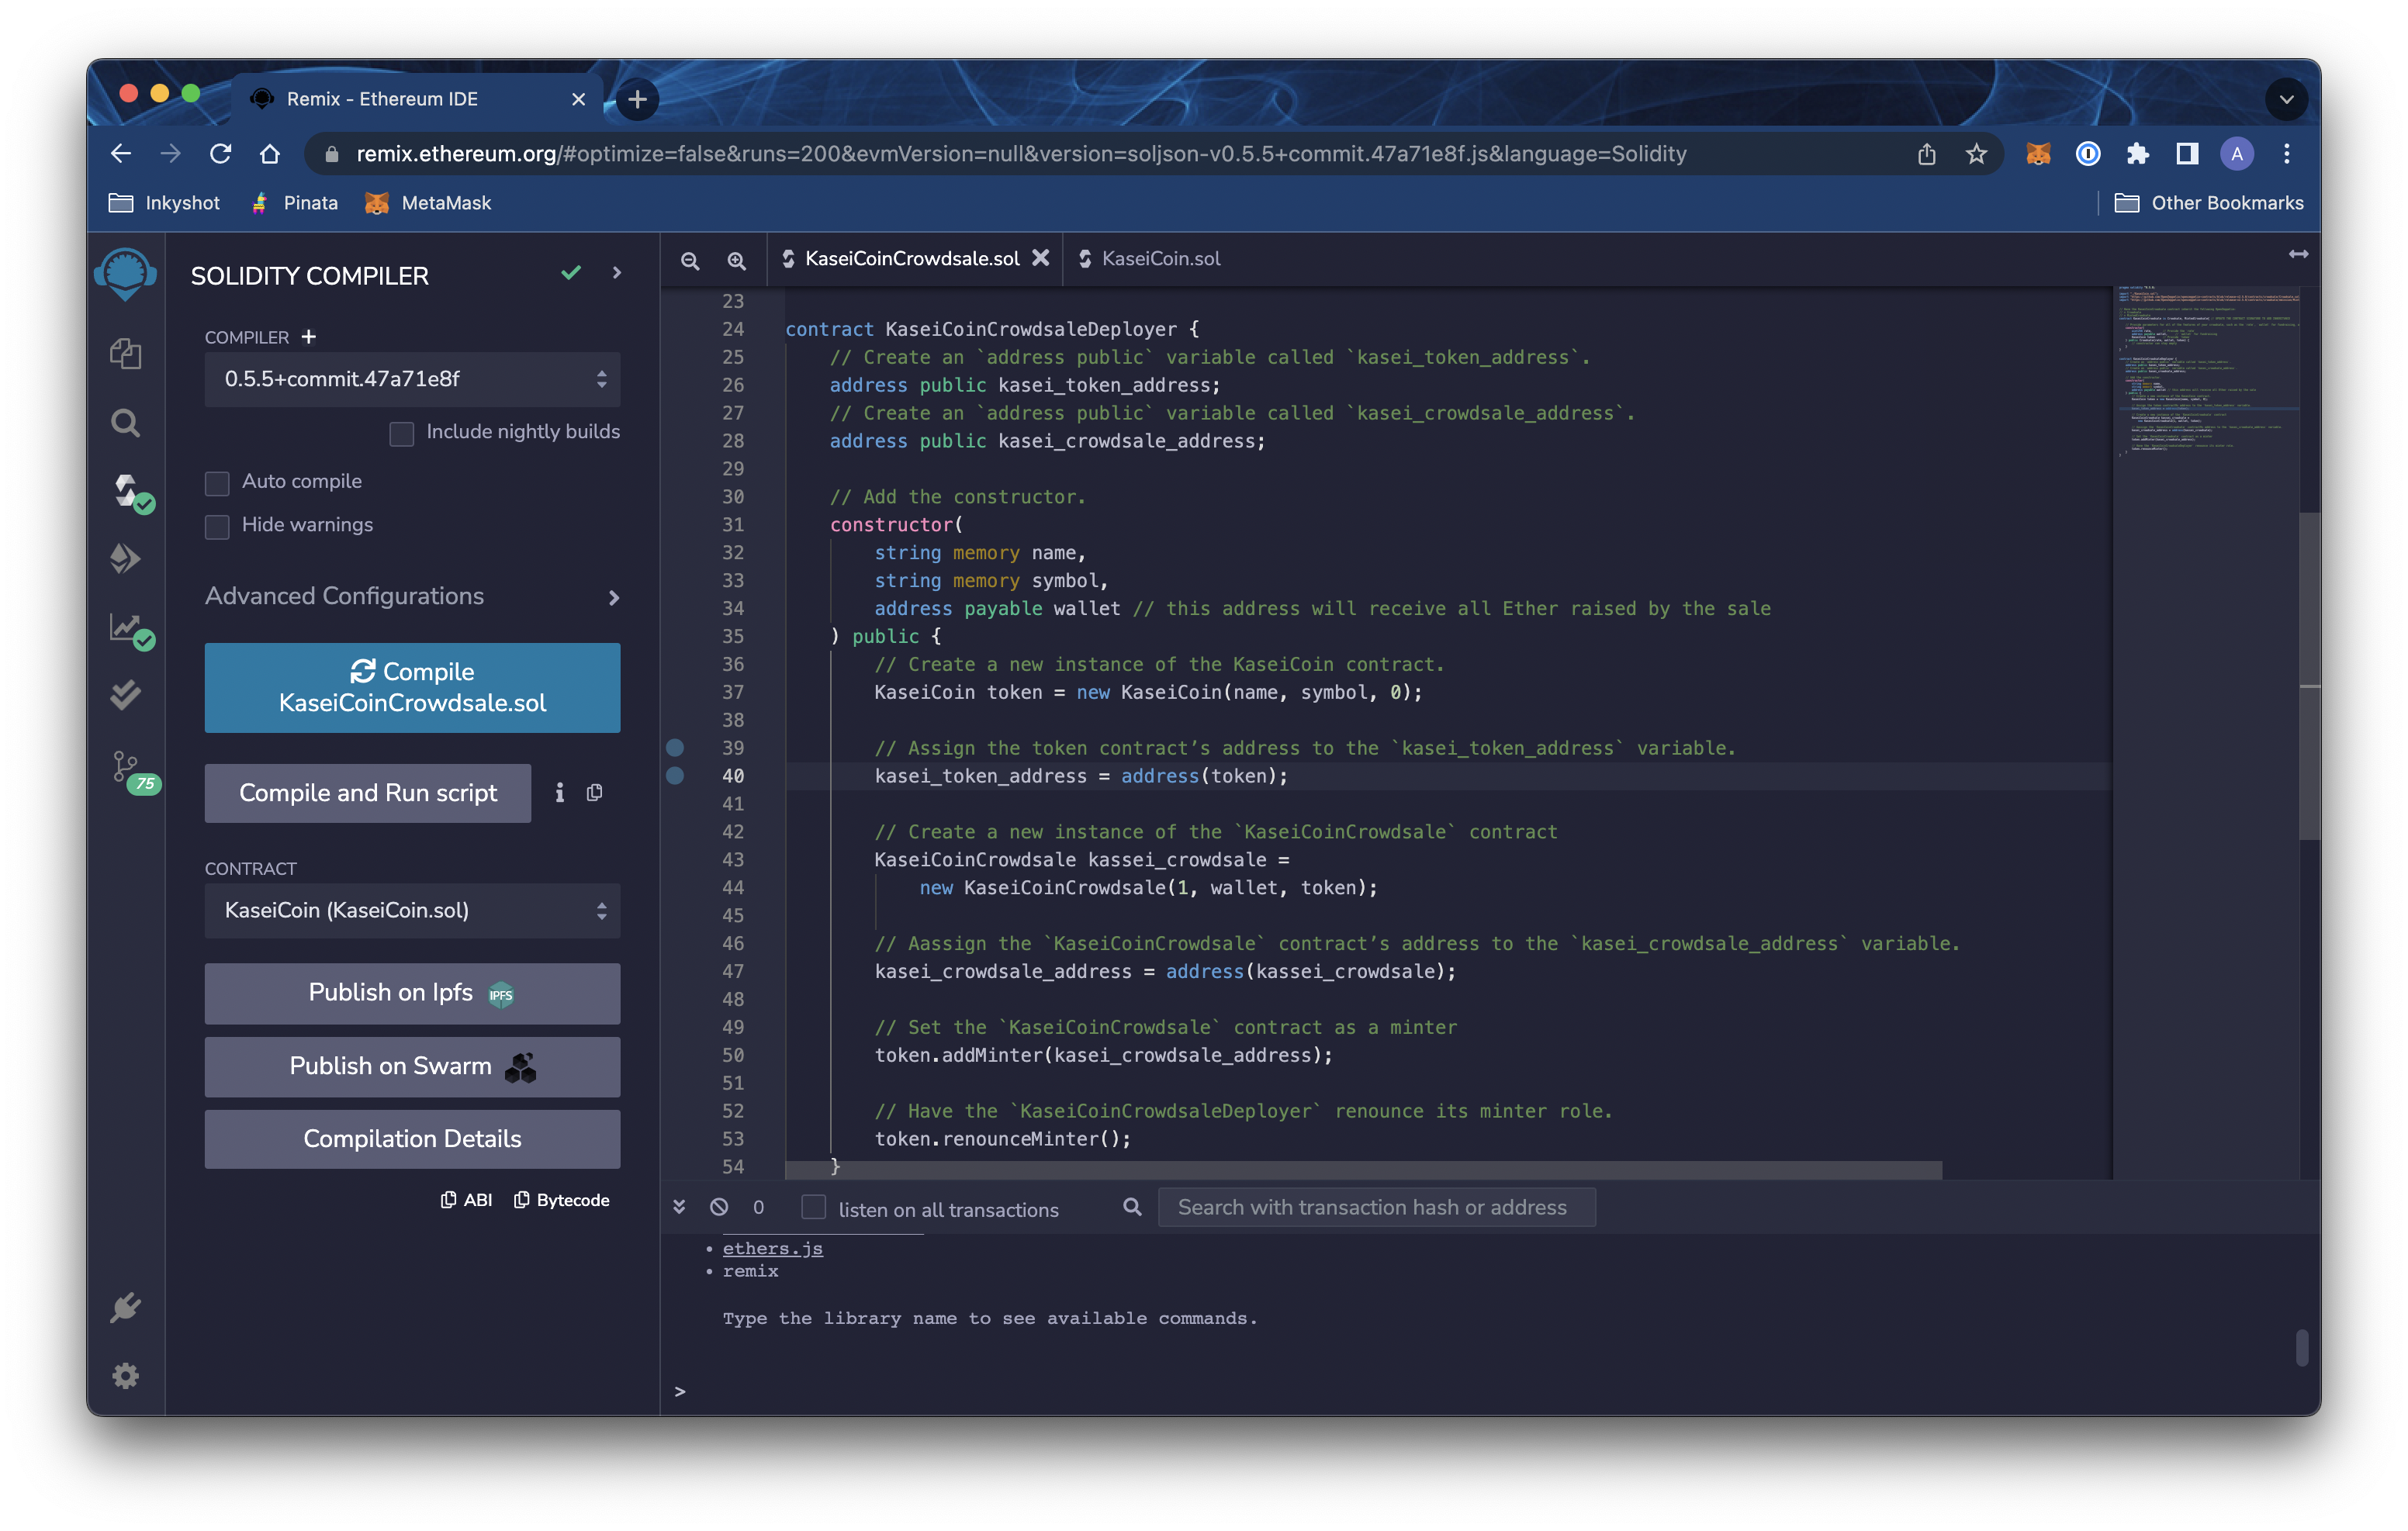 Remix - Ethereum IDE
remix.ethereum.org/#optimize=false&runs=200&evmVersion=null&version=soljson-v0.5.5+commit.47a71e8f.js&language=Solidity
A
Inkyshot
Pinata
MetaMask
Other Bookmarks
SOLIDITY COMPILER
COMPILER
0.5.5+commit.47a71e8f
Include nightly builds
Auto compile
Hide warnings
Advanced Configurations
Compile
KaseiCoinCrowdsale.sol
75
Compile and Run script
CONTRACT
KaseiCoin (KaseiCoin.sol)
Publish on Ipfs IPFS
Publish on Swarm
Compilation Details
ABI Bytecode
KaseiCoinCrowdsale.sol
KaseiCoin.sol
23
24 contract KaseiCoinCrowdsaleDeployer {
25 // Create an `address public` variable called `kasei_token_address`.
26 address public kasei_token_address;
27 // Create an `address public` variable called `kasei_crowdsale_address`.
28 address public kasei_crowdsale_address;
29
30 // Add the constructor.
31 constructor(
32 string memory name,
33 string memory symbol,
34 address payable wallet // this address will receive all Ether raised by the sale
35 ) public {
36 // Create a new instance of the KaseiCoin contract.
37 KaseiCoin token = new KaseiCoin(name, symbol, 0);
38
39 // Assign the token contract’s address to the `kasei_token_address` variable.
40 kasei_token_address = address(token);
41
42 // Create a new instance of the `KaseiCoinCrowdsale` contract
43 KaseiCoinCrowdsale kassei_crowdsale =
44 new KaseiCoinCrowdsale(1, wallet, token);
45
46 // Aassign the `KaseiCoinCrowdsale` contract’s address to the `kasei_crowdsale_address` variable.
47 kasei_crowdsale_address = address(kassei_crowdsale);
48
49 // Set the `KaseiCoinCrowdsale` contract as a minter
50 token.addMinter(kasei_crowdsale_address);
51
52 // Have the `KaseiCoinCrowdsaleDeployer` renounce its minter role.
53 token.renounceMinter();
54 }
0
listen on all transactions
Search with transaction hash or address
• ethers.js
• remix
Type the library name to see available commands.
>